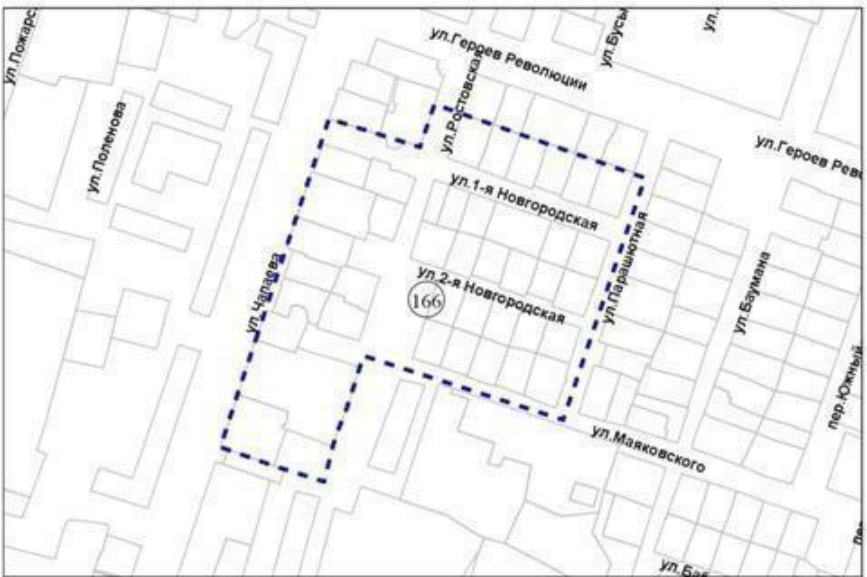 ул.Пожарс
ул.Героев Революции
ул.Бусы
ул.
ул.Поленова
ул.Ростовская
ул.Героев Рев
ул.1-я Новгородская
ул.Парашютная
ул.Чапаева
ул.2-я Новгородская
166
ул.Баумана
пер.Южный
ул.Маяковского
пе
ул.Ба